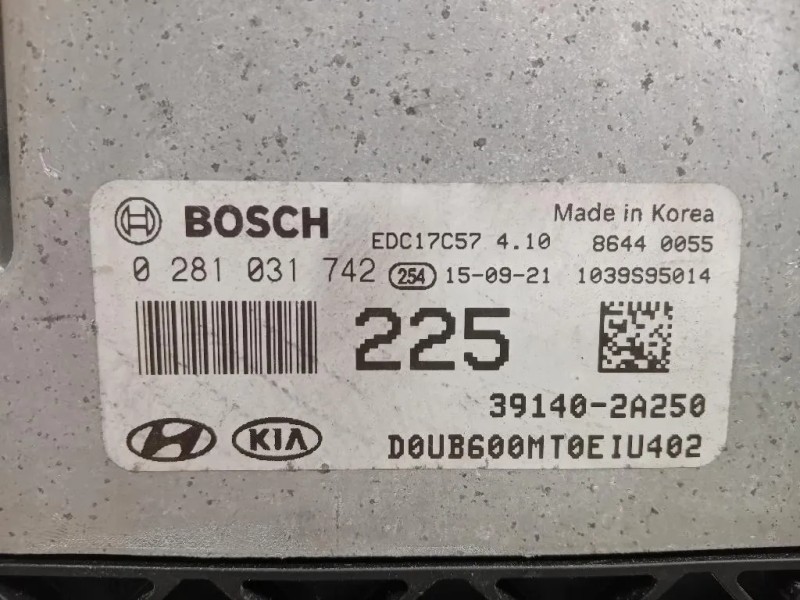 BOSCH
Made in Korea
EDC17C57 4.10 8644 0055
0 281 031 742 254 15-09-21 1039S95014
225
39140-2A250
KIA
D0UB600MT0EIU402